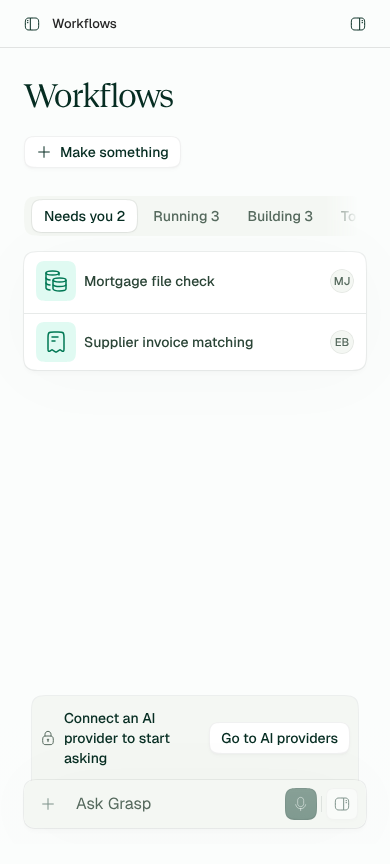 Workflows
Workflows
Make something
Needs you 2
Running 3
Building 3
Mortgage file check
MJ
Supplier invoice matching
EB
Connect an AI
provider to start
asking
Go to AI providers
Ask Grasp